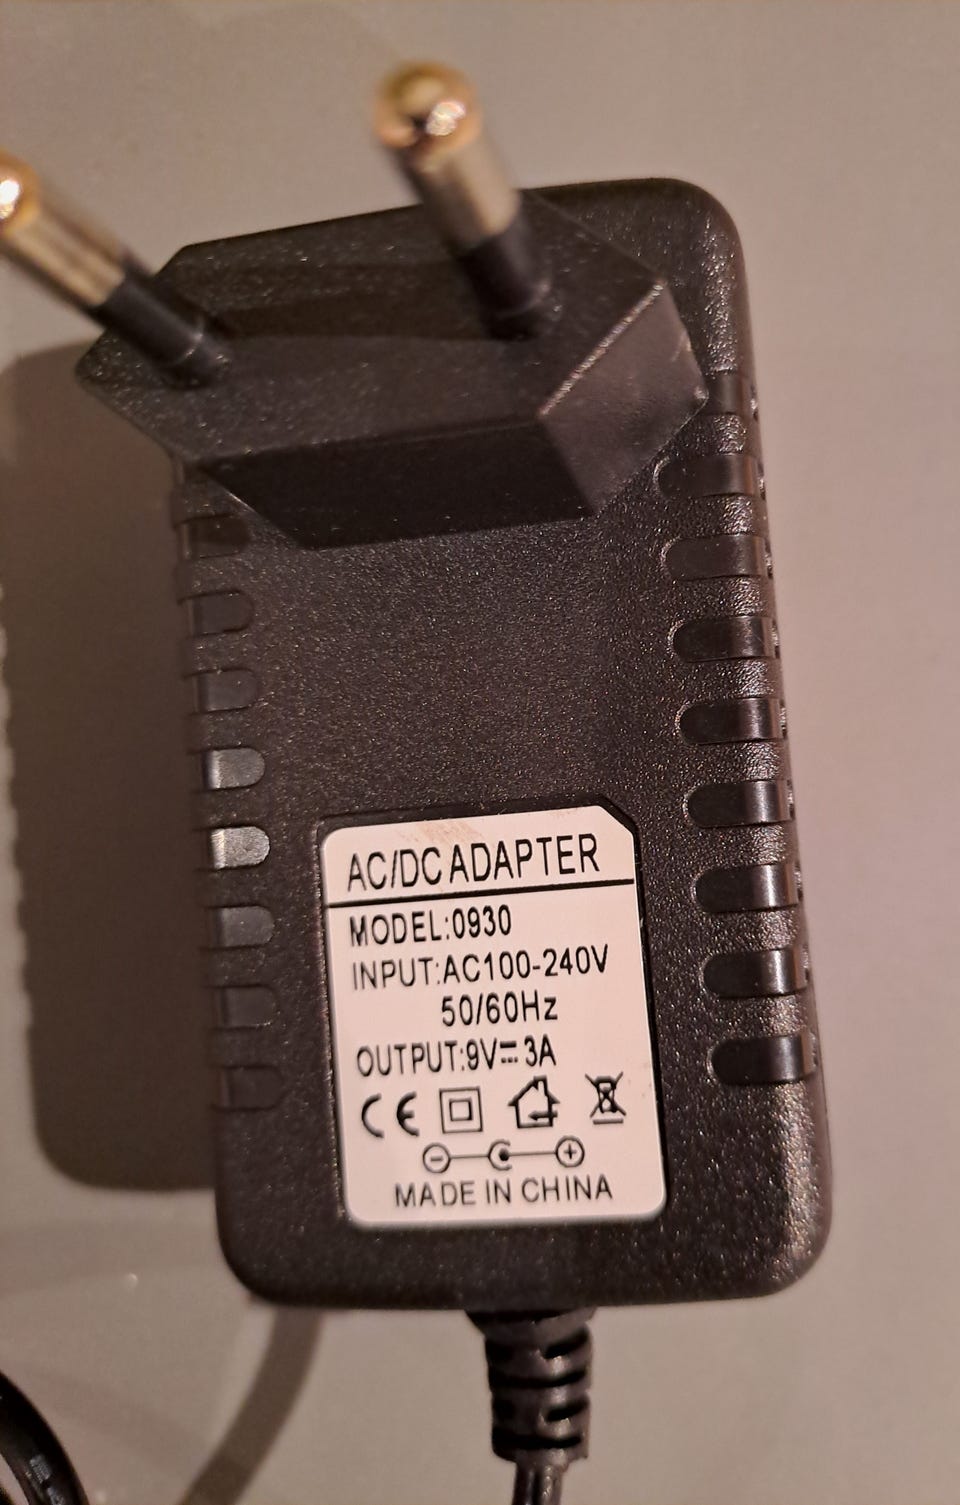 AC/DC ADAPTER
MODEL:0930
INPUT:AC100-240V
50/60Hz
OUTPUT:9V⎓3A
CE
MADE IN CHINA